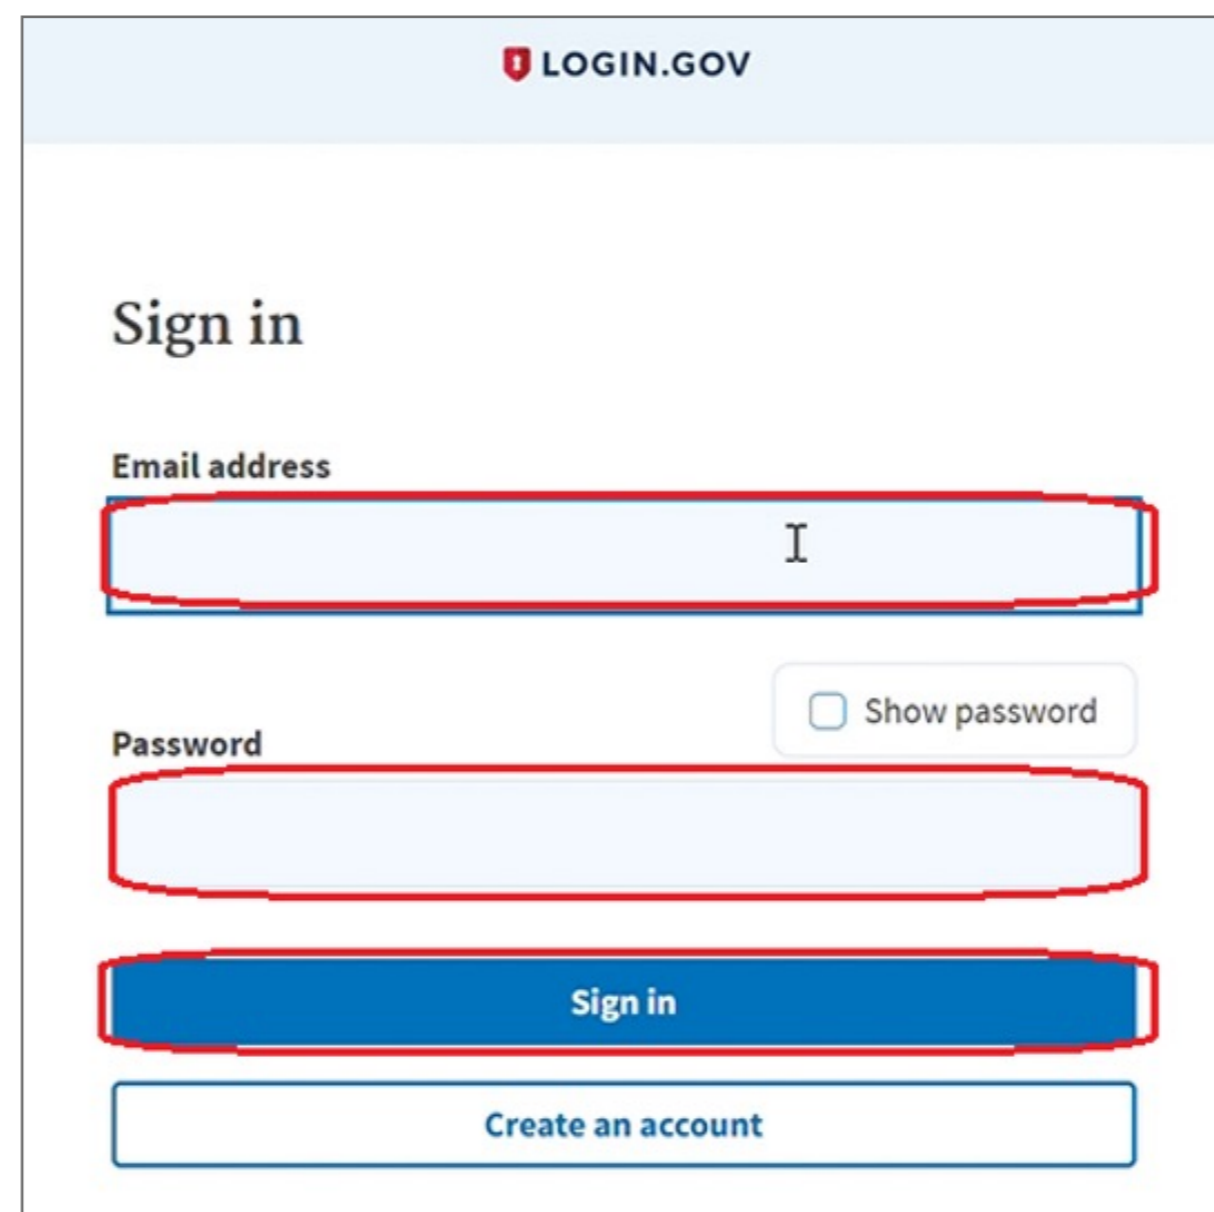 LOGIN.GOV
Sign in
Email address
Show password
Password
Sign in
Create an account